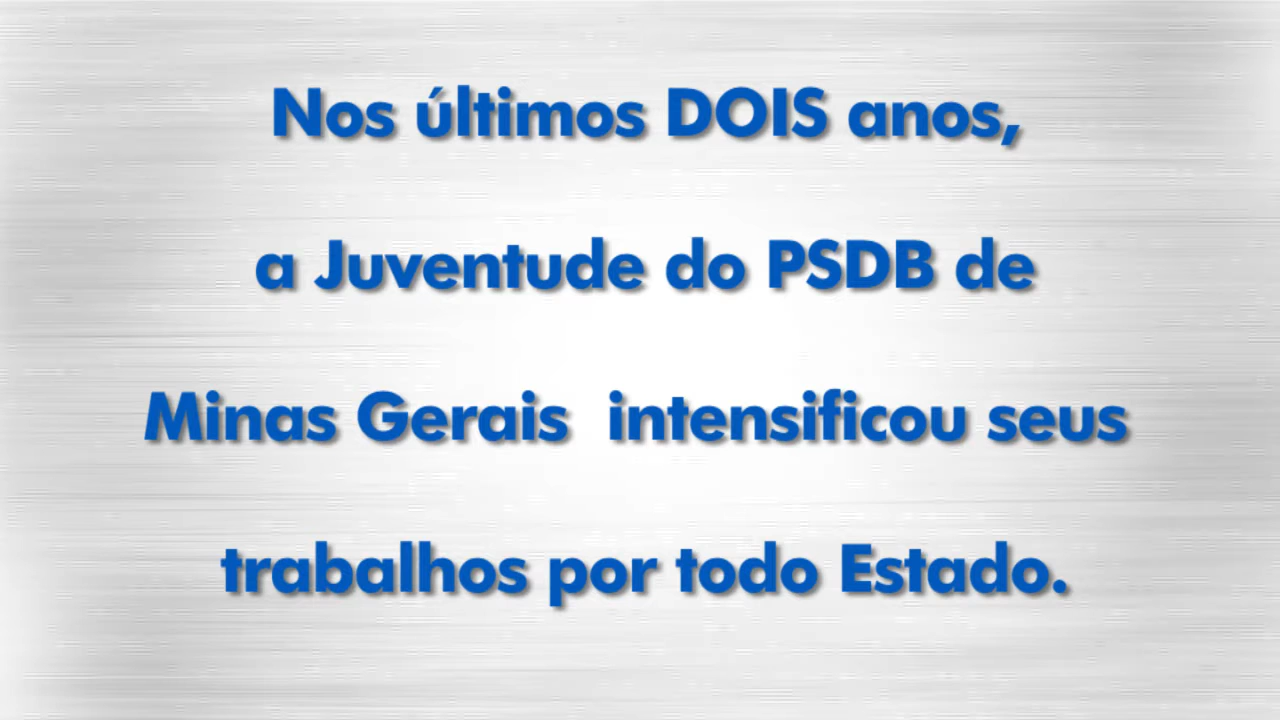 Nos últimos DOIS anos,
a Juventude do PSDB de
Minas Gerais  intensificou seus
trabalhos por todo Estado.